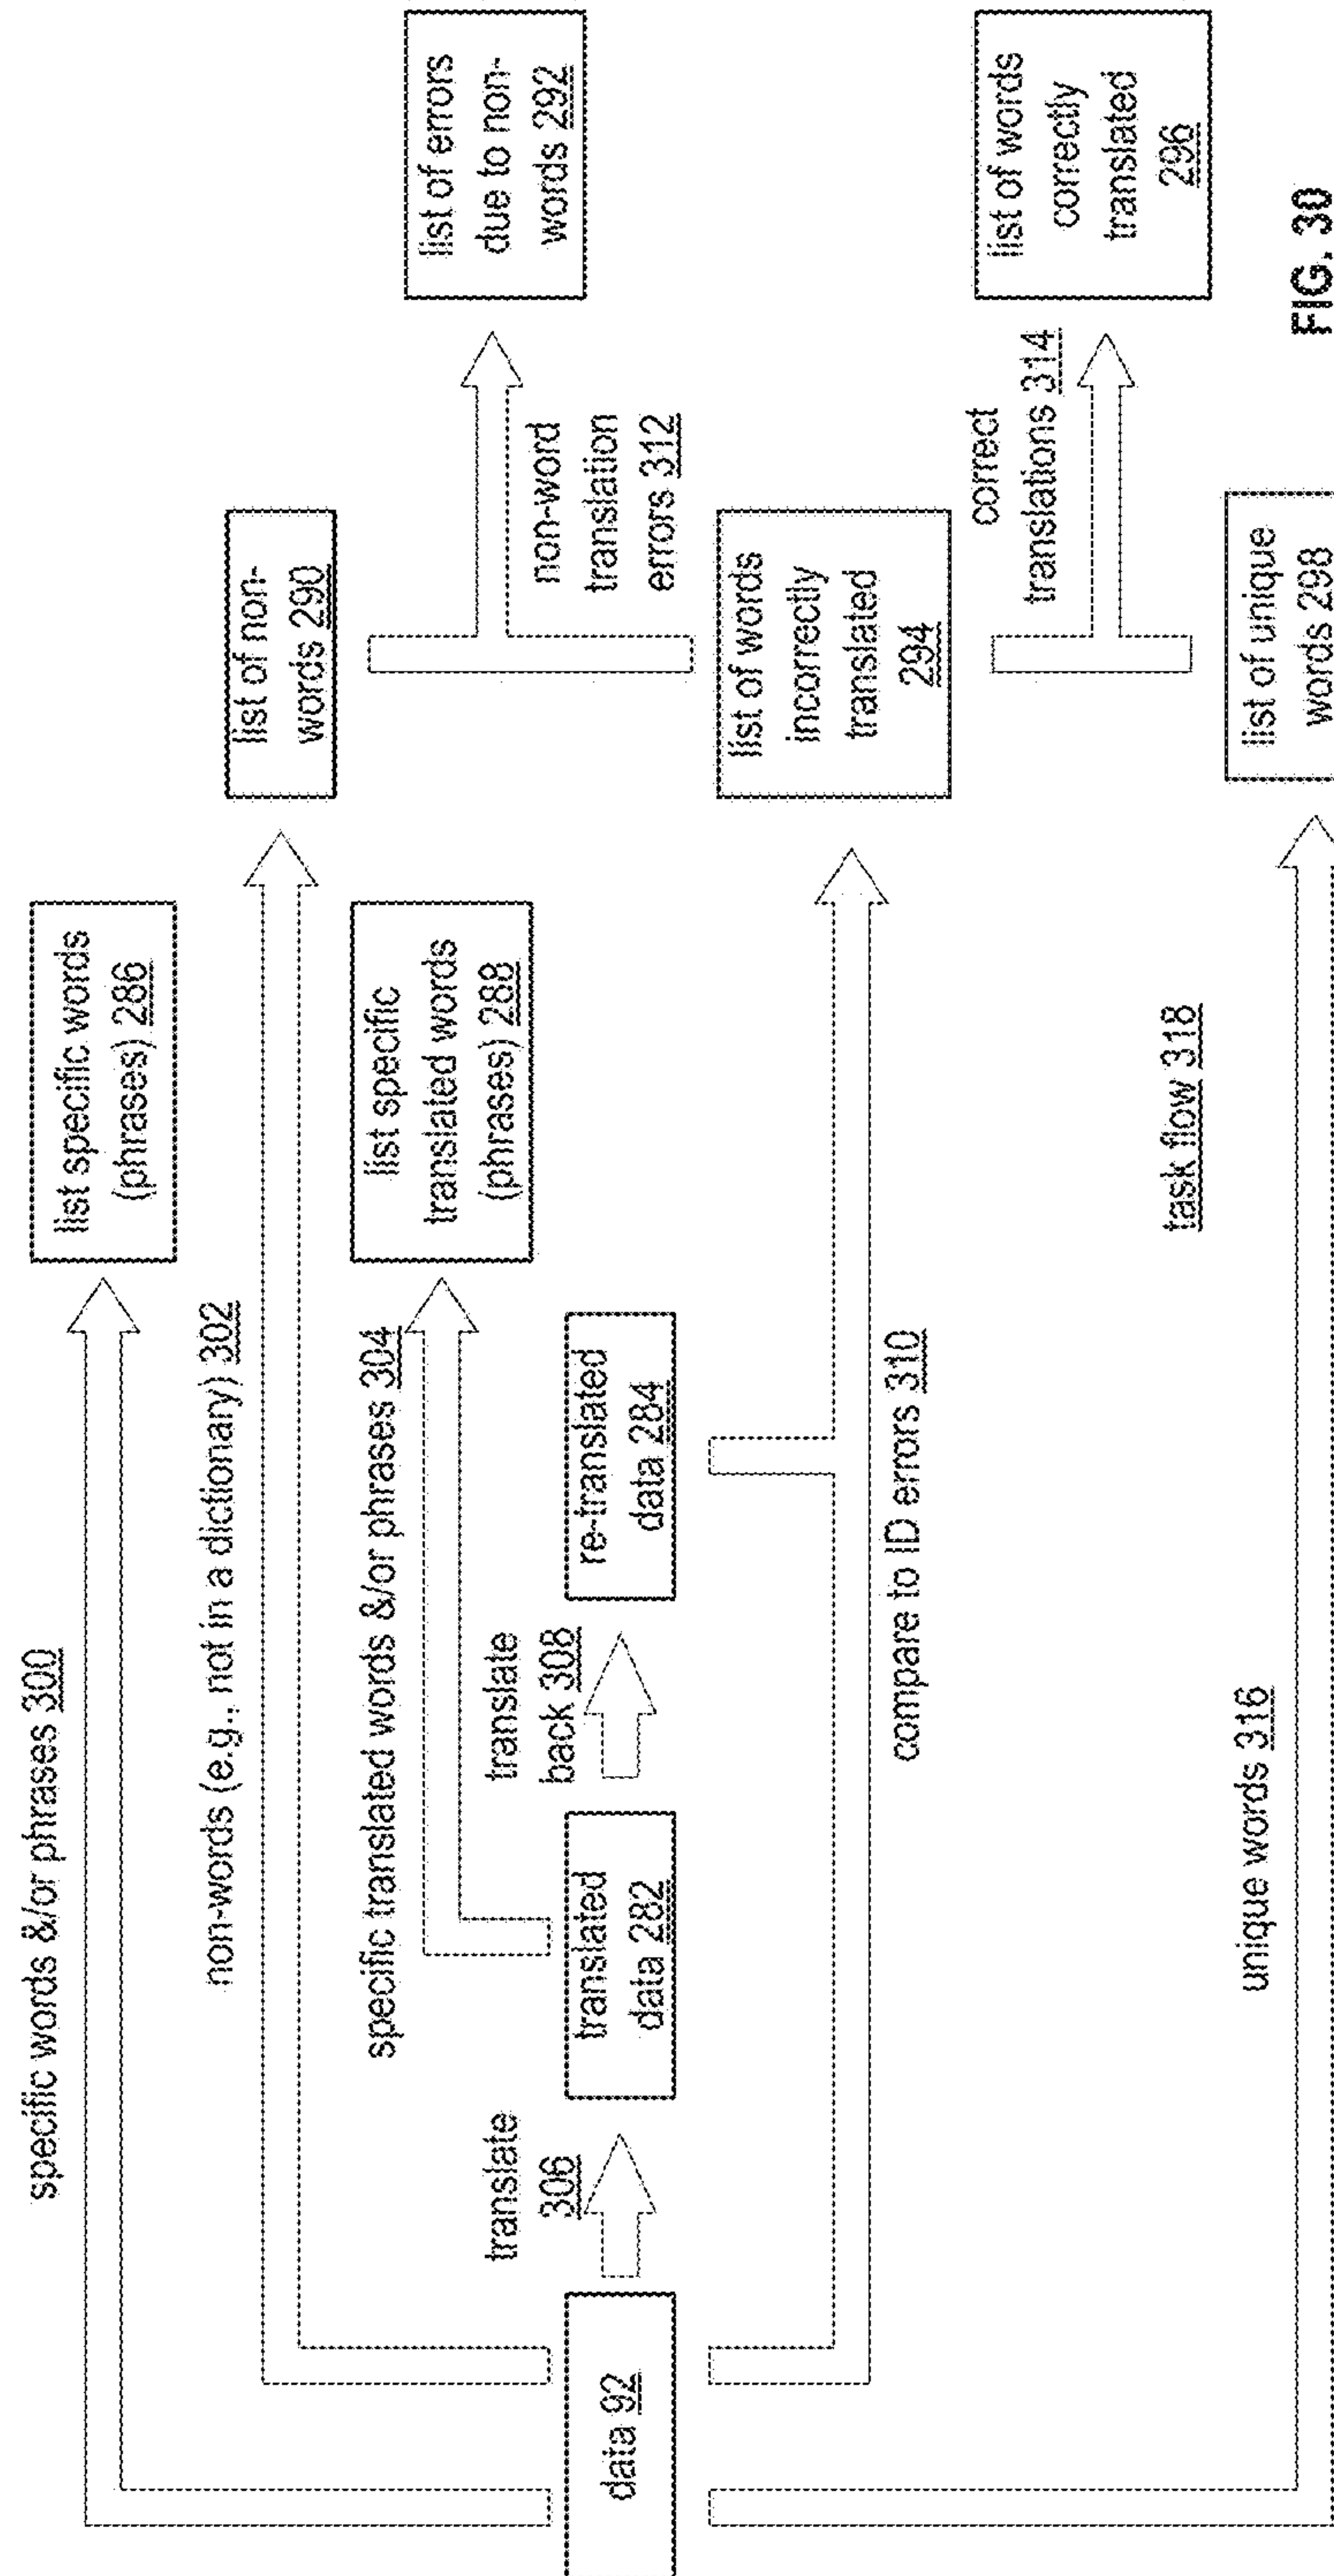 specific words &/or phrases 300
list specific words
(phrases) 286
non-words (e.g., not in a dictionary) 302
list of non-
words 290
specific translated words &/or phrases 304
list specific
translated words
(phrases) 288
list of errors
due to non-
words 292
non-word
translation
errors 312
data 92
translate
306
translated
data 282
translate
back 308
re-translated
data 284
compare to ID errors 310
list of words
incorrectly
translated
294
correct
translations 314
list of words
correctly
translated
296
task flow 318
unique words 316
list of unique
words 298
FIG. 30